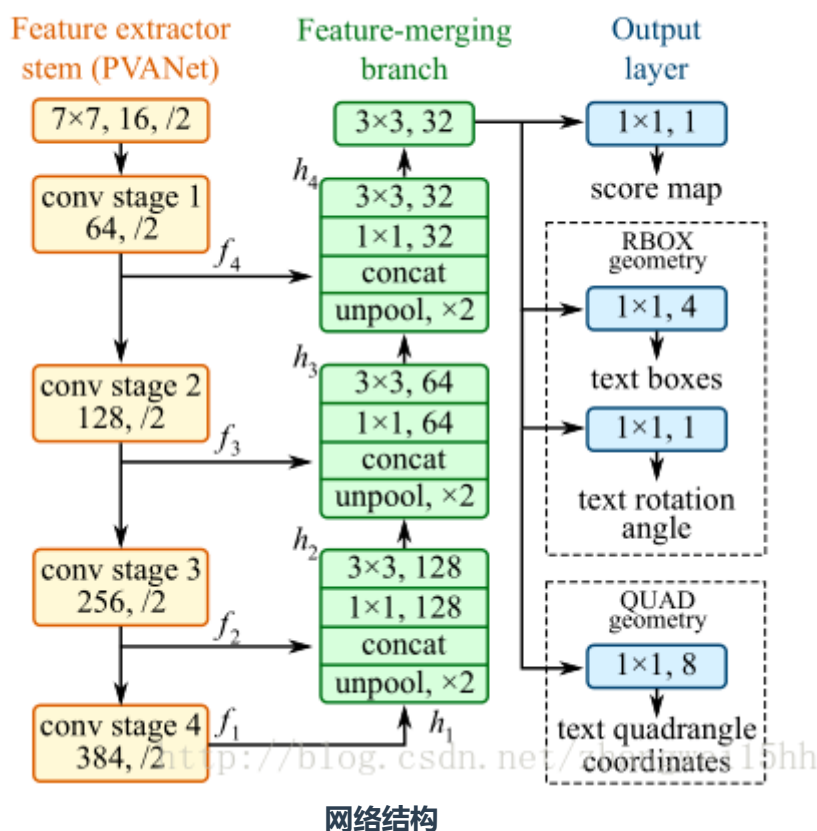 Feature extractor
stem (PVANet)
7×7, 16, /2
conv stage 1
64, /2
f4
conv stage 2
128, /2
f3
conv stage 3
256, /2
f2
conv stage 4
384, /2
f1
Feature-merging
branch
3×3, 32
h4
3×3, 32
1×1, 32
concat
unpool, ×2
h3
3×3, 64
1×1, 64
concat
unpool, ×2
h2
3×3, 128
1×1, 128
concat
unpool, ×2
h1
Output
layer
1×1, 1
score map
RBOX
geometry
1×1, 4
text boxes
1×1, 1
text rotation
angle
QUAD
geometry
1×1, 8
text quadrangle
coordinates
网络结构